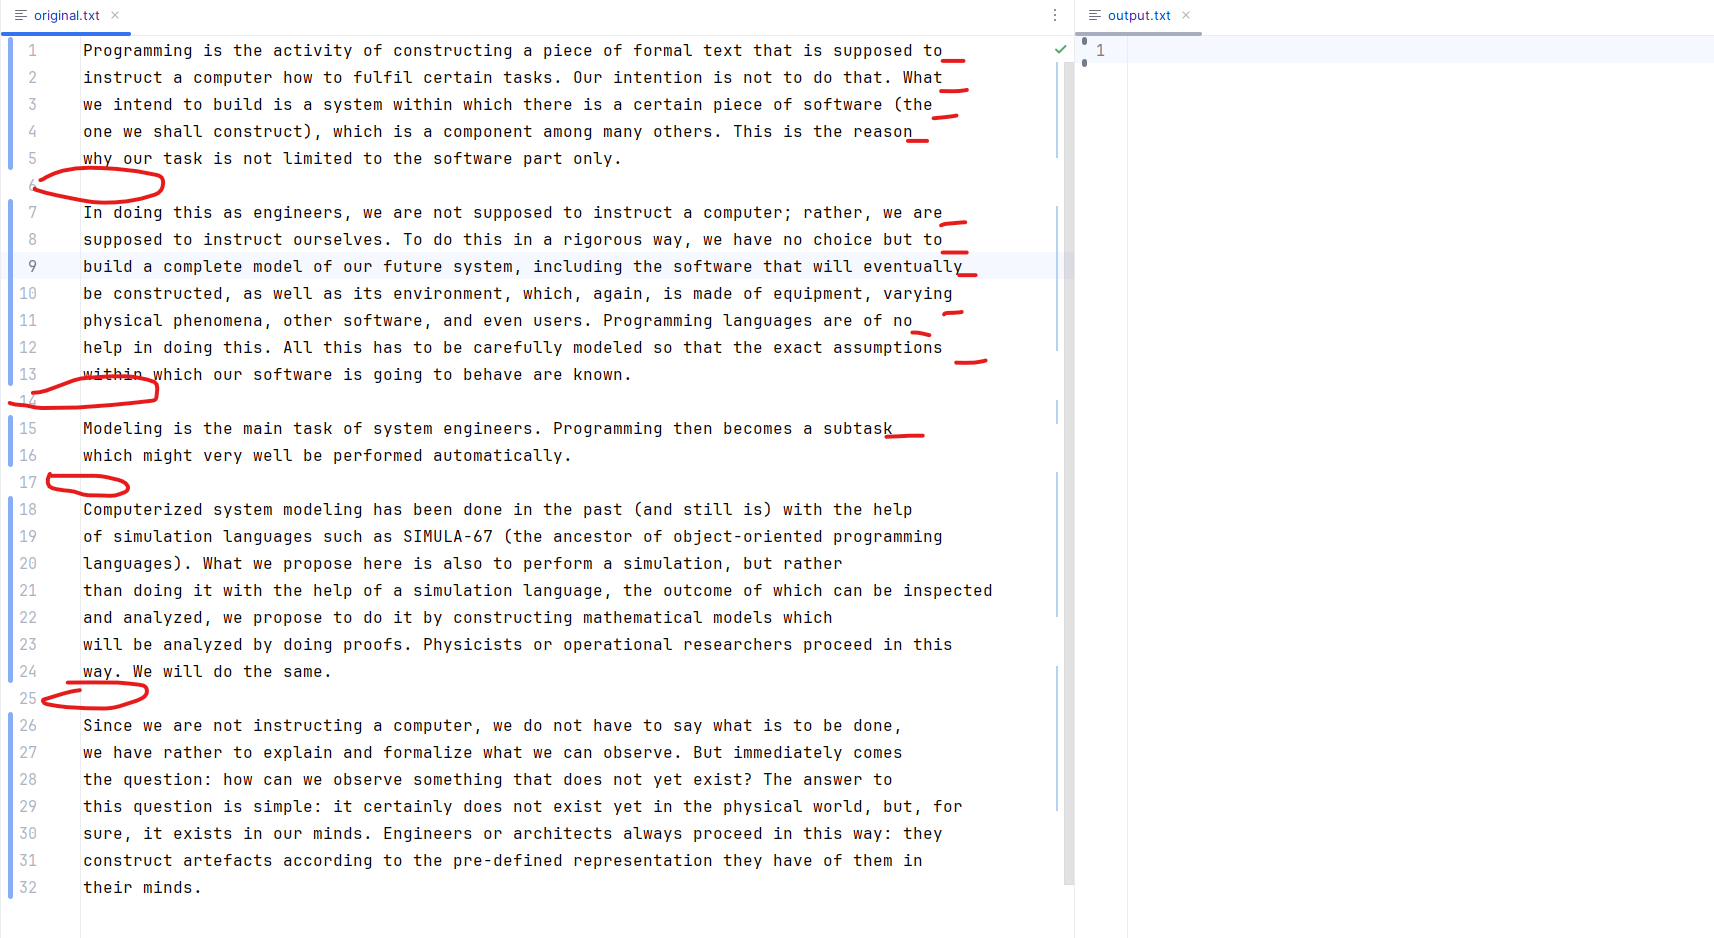 original.txt
output.txt
1 Programming is the activity of constructing a piece of formal text that is supposed to
2 instruct a computer how to fulfil certain tasks. Our intention is not to do that. What
3 we intend to build is a system within which there is a certain piece of software (the
4 one we shall construct), which is a component among many others. This is the reason
5 why our task is not limited to the software part only.
6
7 In doing this as engineers, we are not supposed to instruct a computer; rather, we are
8 supposed to instruct ourselves. To do this in a rigorous way, we have no choice but to
9 build a complete model of our future system, including the software that will eventually
10 be constructed, as well as its environment, which, again, is made of equipment, varying
11 physical phenomena, other software, and even users. Programming languages are of no
12 help in doing this. All this has to be carefully modeled so that the exact assumptions
13 within which our software is going to behave are known.
14
15 Modeling is the main task of system engineers. Programming then becomes a subtask
16 which might very well be performed automatically.
17
18 Computerized system modeling has been done in the past (and still is) with the help
19 of simulation languages such as SIMULA-67 (the ancestor of object-oriented programming
20 languages). What we propose here is also to perform a simulation, but rather
21 than doing it with the help of a simulation language, the outcome of which can be inspected
22 and analyzed, we propose to do it by constructing mathematical models which
23 will be analyzed by doing proofs. Physicists or operational researchers proceed in this
24 way. We will do the same.
25
26 Since we are not instructing a computer, we do not have to say what is to be done,
27 we have rather to explain and formalize what we can observe. But immediately comes
28 the question: how can we observe something that does not yet exist? The answer to
29 this question is simple: it certainly does not exist yet in the physical world, but, for
30 sure, it exists in our minds. Engineers or architects always proceed in this way: they
31 construct artefacts according to the pre-defined representation they have of them in
32 their minds.
1